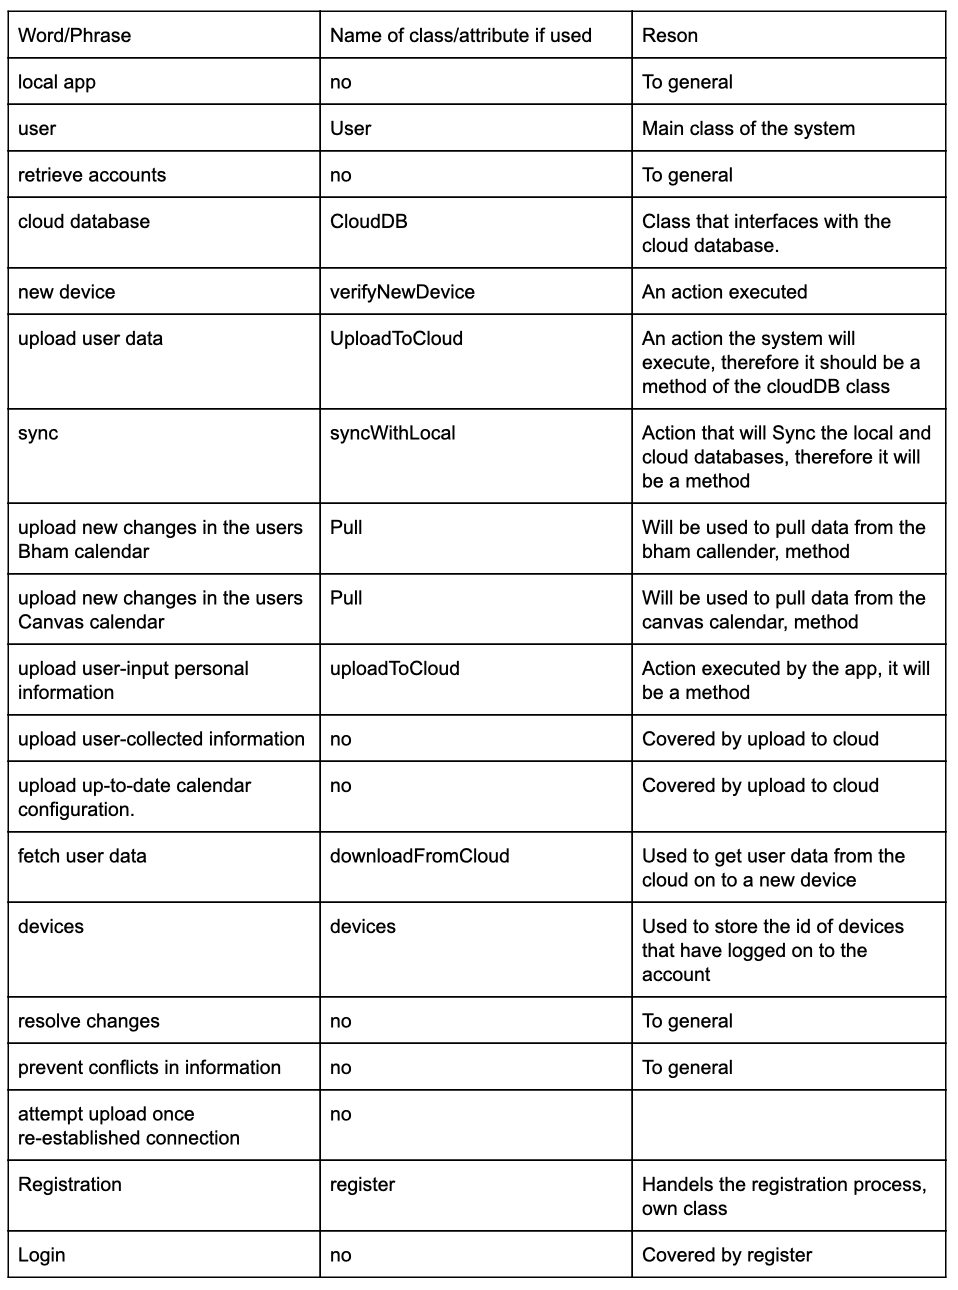 Word/Phrase
Name of class/attribute if used
Reson
local app
no
To general
user
User
Main class of the system
retrieve accounts
no
To general
cloud database
CloudDB
Class that interfaces with the
cloud database.
new device
verifyNewDevice
An action executed
upload user data
UploadToCloud
An action the system will
execute, therefore it should be a
method of the cloudDB class
sync
syncWithLocal
Action that will Sync the local and
cloud databases, therefore it will
be a method
upload new changes in the users
Bham calendar
Pull
Will be used to pull data from the
bham callender, method
upload new changes in the users
Canvas calendar
Pull
Will be used to pull data from the
canvas calendar, method
upload user-input personal
information
uploadToCloud
Action executed by the app, it will
be a method
upload user-collected information
no
Covered by upload to cloud
upload up-to-date calendar
configuration.
no
Covered by upload to cloud
fetch user data
downloadFromCloud
Used to get user data from the
cloud on to a new device
devices
devices
Used to store the id of devices
that have logged on to the
account
resolve changes
no
To general
prevent conflicts in information
no
To general
attempt upload once
re-established connection
no
Registration
register
Handels the registration process,
own class
Login
no
Covered by register